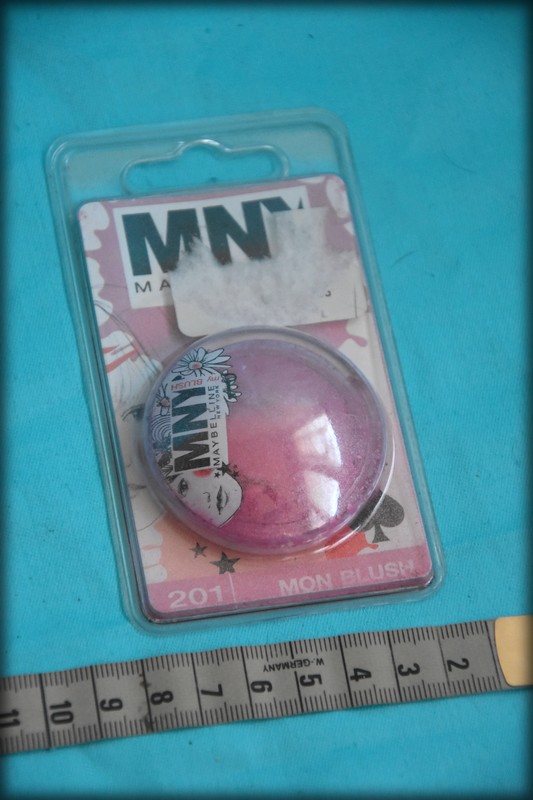 MNY
MA
my BLUSH
MNY
MAYBELLINE
NEW YORK
201 MON BLUSH
11 10 9 8 7 6 5 4 3 2
W-GERMANY